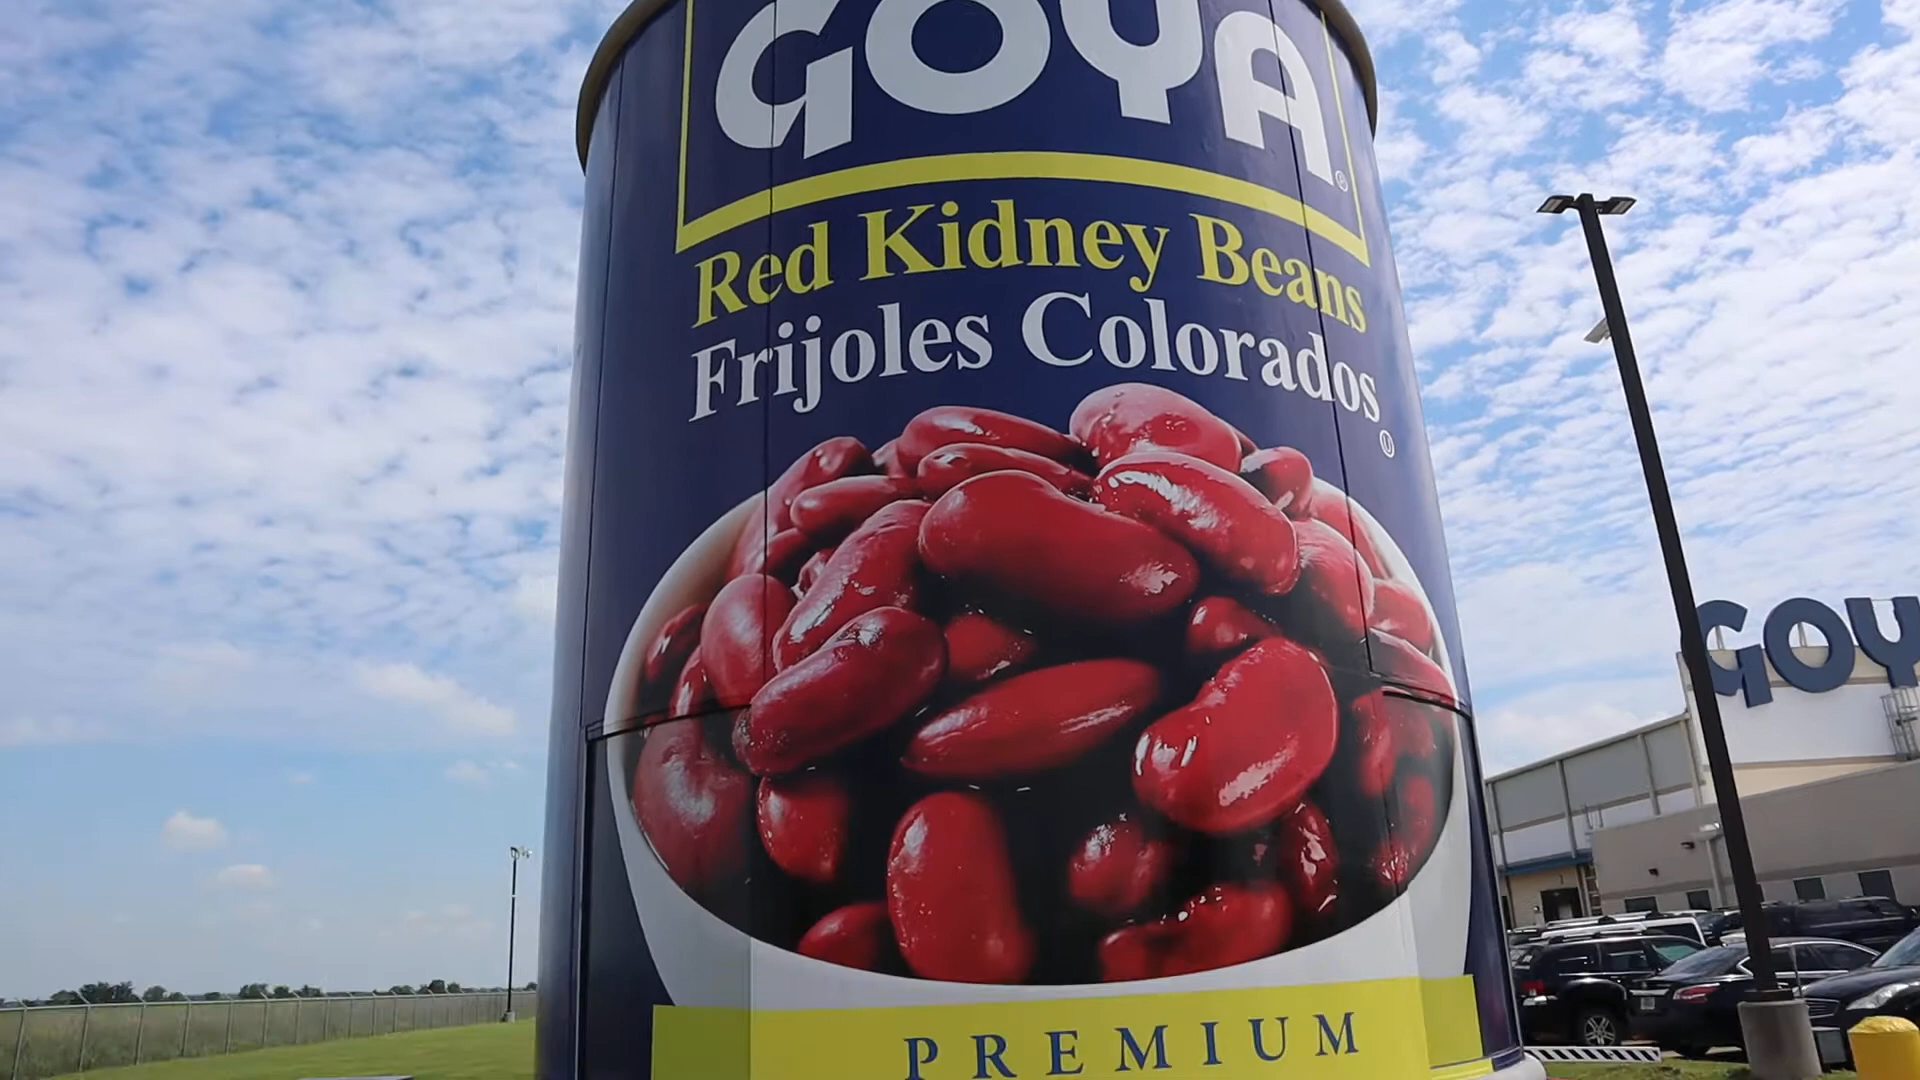 GOYA®
Red Kidney Beans
Frijoles Colorados
Ⓤ
PREMIUM
GOY